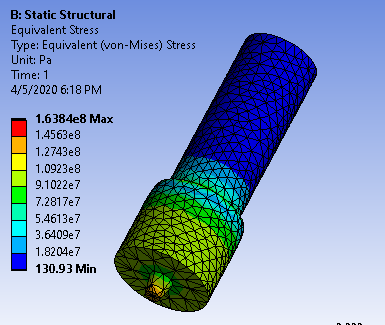 B: Static Structural
Equivalent Stress
Type: Equivalent (von-Mises) Stress
Unit: Pa
Time: 1
4/5/2020 6:18 PM
1.6384e8 Max
1.4563e8
1.2743e8
1.0923e8
9.1022e7
7.2817e7
5.4613e7
3.6409e7
1.8204e7
130.93 Min